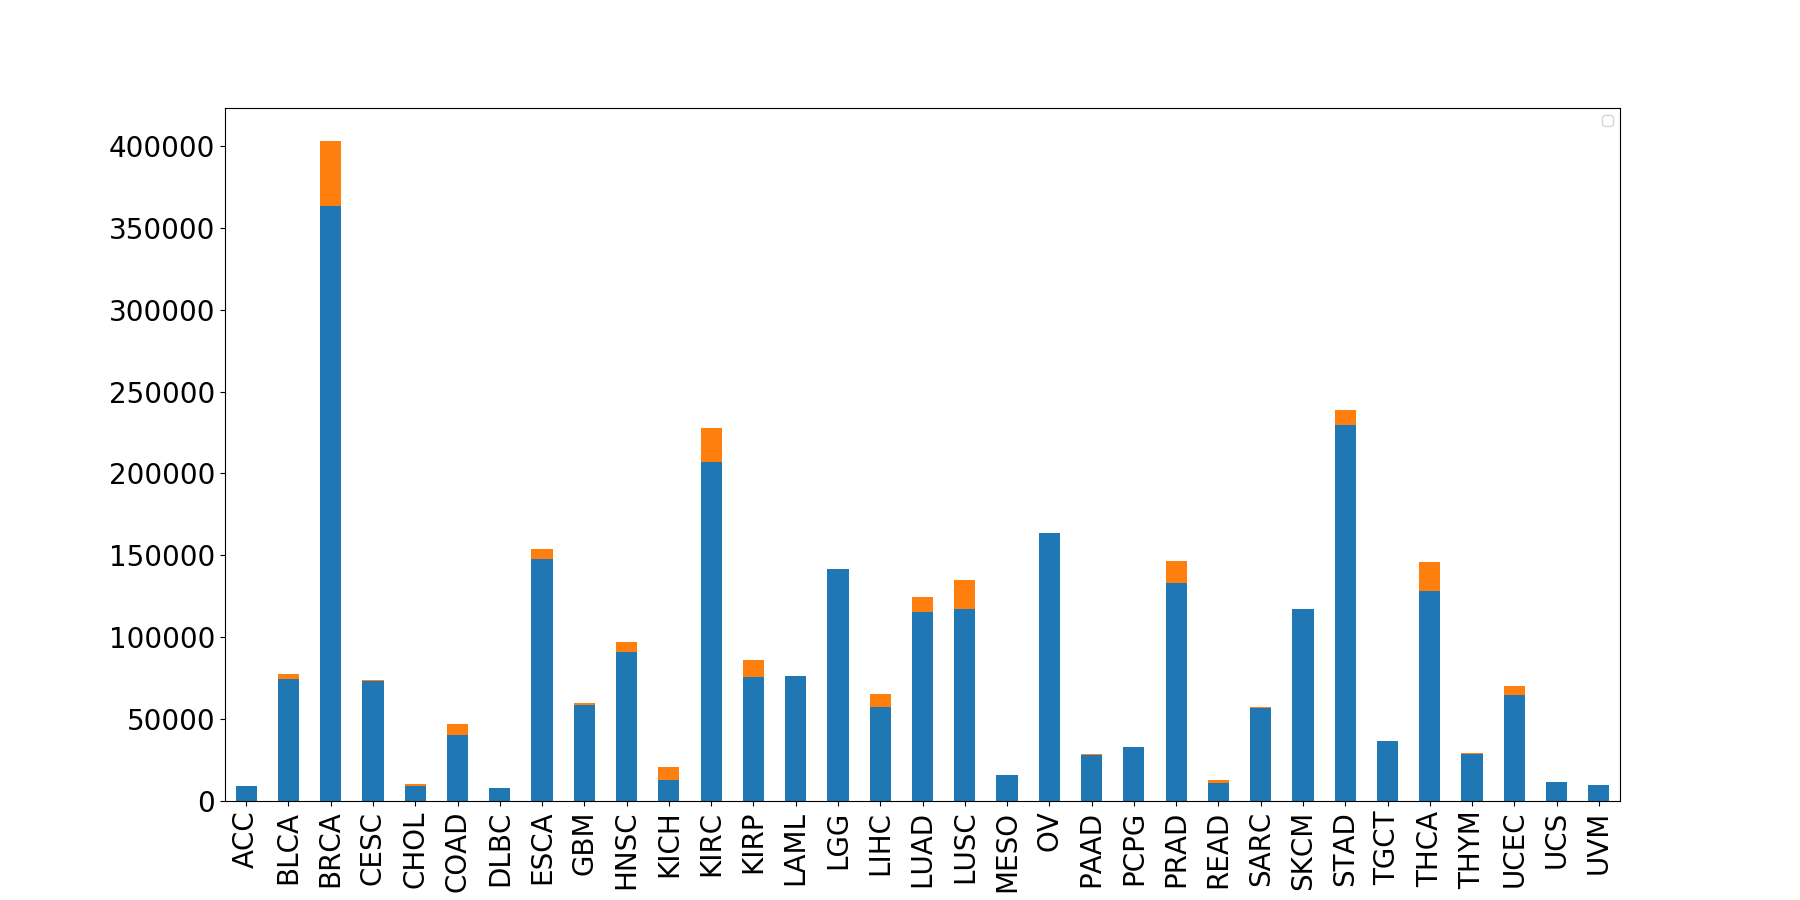 400000
350000
300000
250000
200000
150000
100000
50000
0
ACC
BLCA
BRCA
CESC
CHOL
COAD
DLBC
ESCA
GBM
HNSC
KICH
KIRC
KIRP
LAML
LGG
LIHC
LUAD
LUSC
MESO
OV
PAAD
PCPG
PRAD
READ
SARC
SKCM
STAD
TGCT
THCA
THYM
UCEC
UCS
UVM